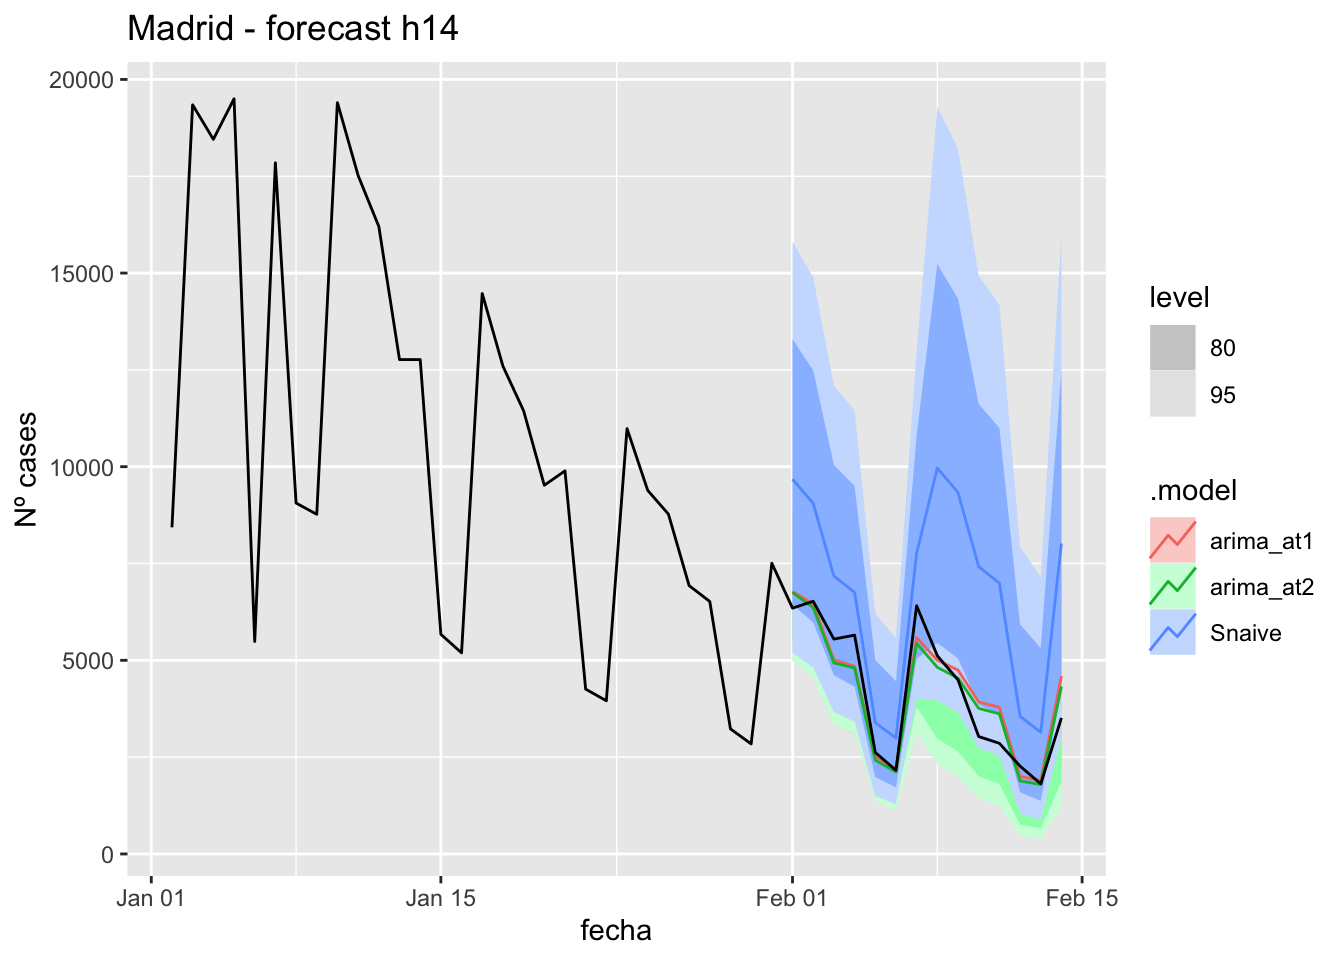 Madrid - forecast h14
Nº cases
20000
15000
10000
5000
0
Jan 01
Jan 15
Feb 01
Feb 15
fecha
level
80
95
.model
arima_at1
arima_at2
Snaive